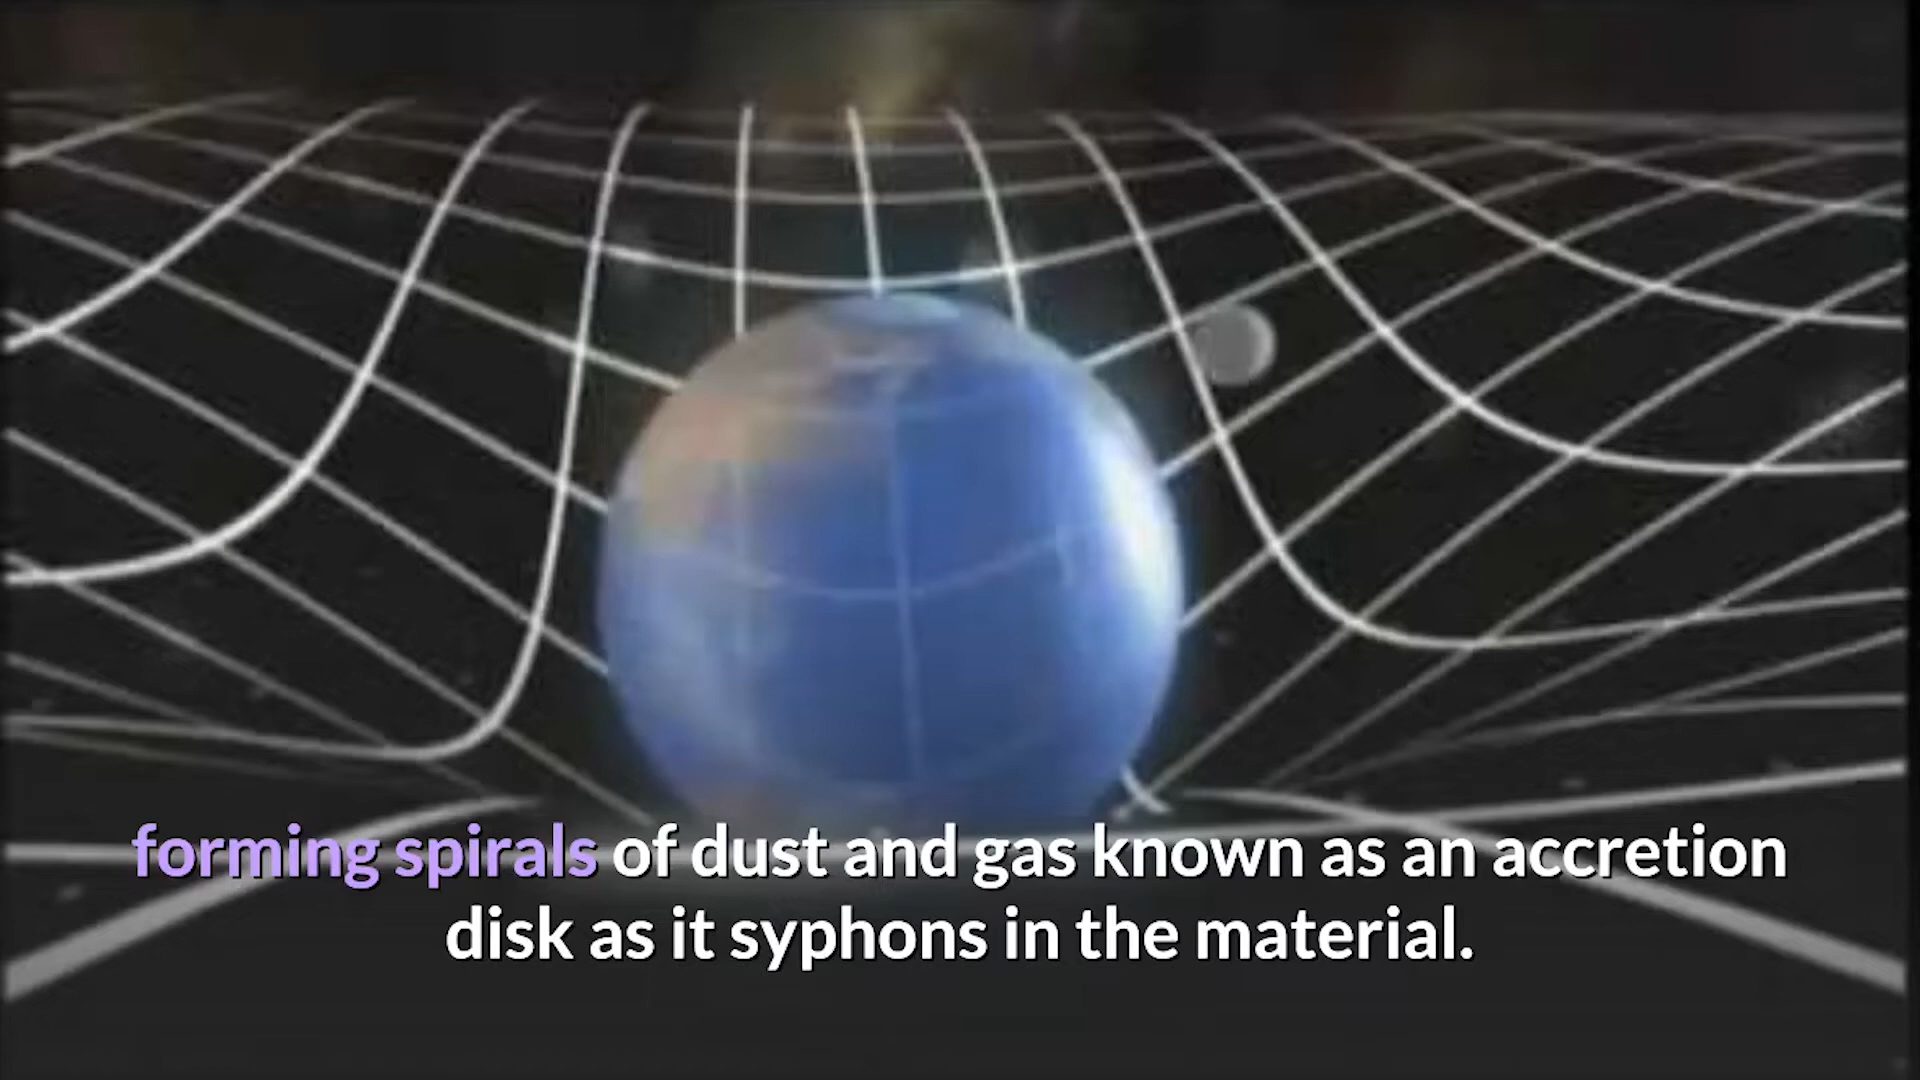 forming spirals of dust and gas known as an accretion
disk as it syphons in the material.